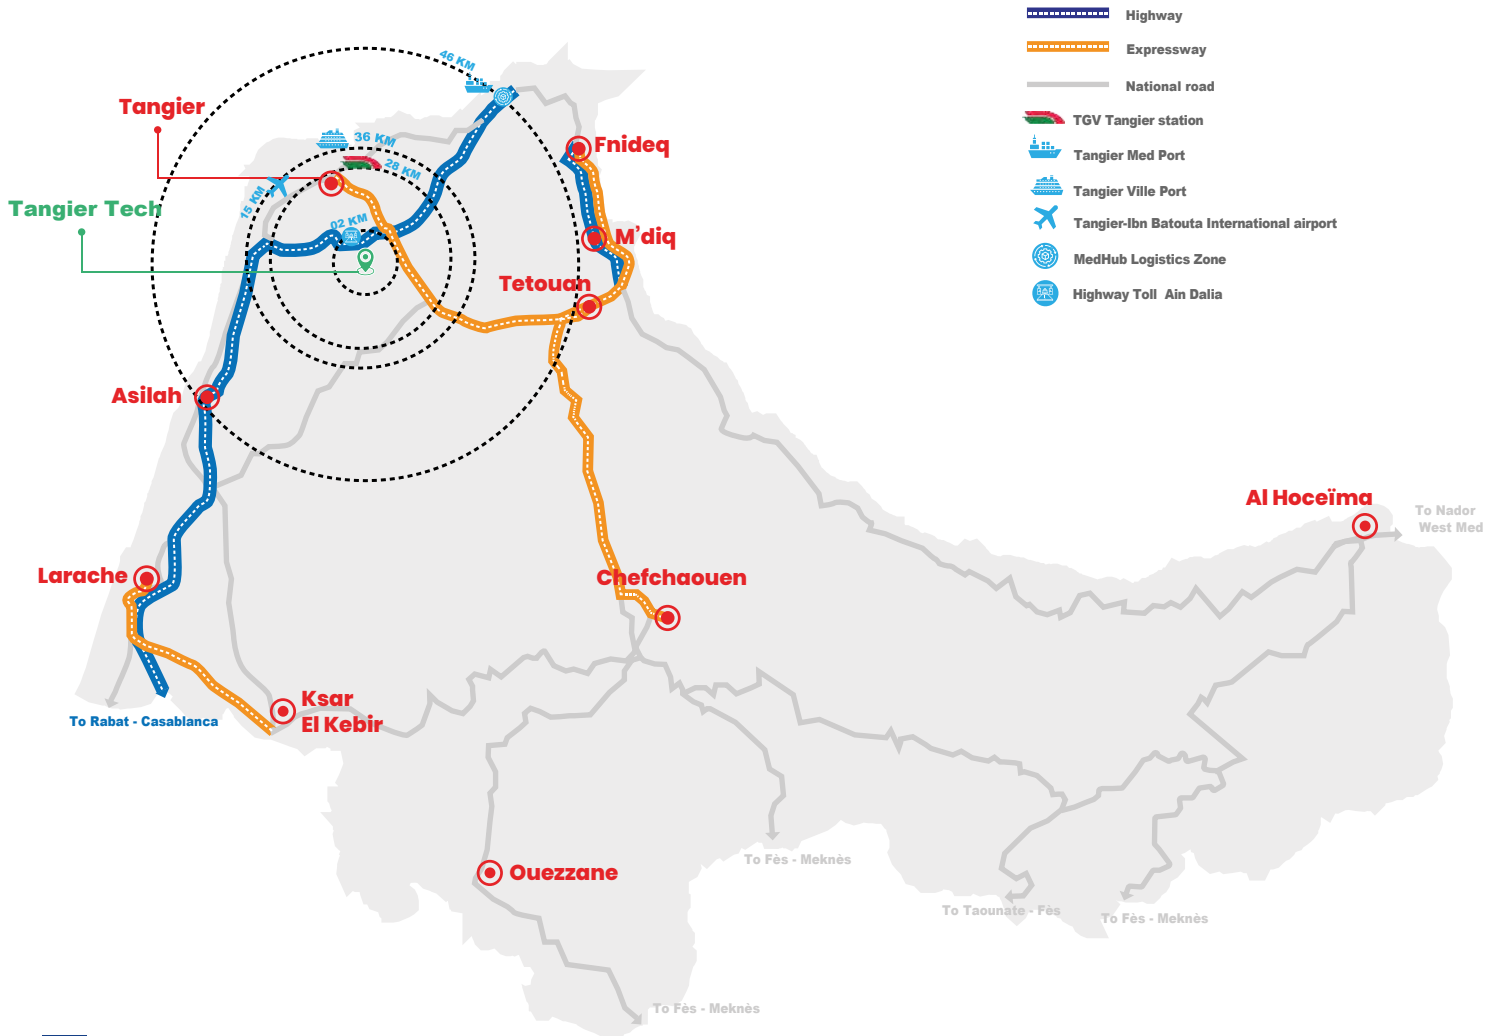 Highway
Expressway
National road
TGV Tangier station
Tangier Med Port
Tangier Ville Port
Tangier-Ibn Batouta International airport
MedHub Logistics Zone
Highway Toll Ain Dalia
46 KM
Tangier
36 KM
28 KM
15 KM
02 KM
Tangier Tech
Fnideq
M’diq
Tetouan
Asilah
Al Hoceïma
To Nador
West Med
Larache
Chefchaouen
Ksar
El Kebir
To Rabat - Casablanca
Ouezzane
To Fès - Meknès
To Taounate - Fès
To Fès - Meknès
To Fès - Meknès